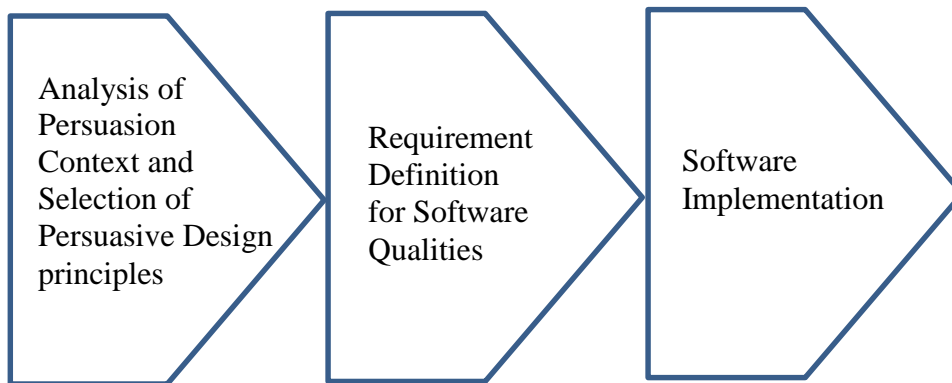 Analysis of
Persuasion
Context and
Selection of
Persuasive Design
principles
Requirement
Definition
for Software
Qualities
Software
Implementation